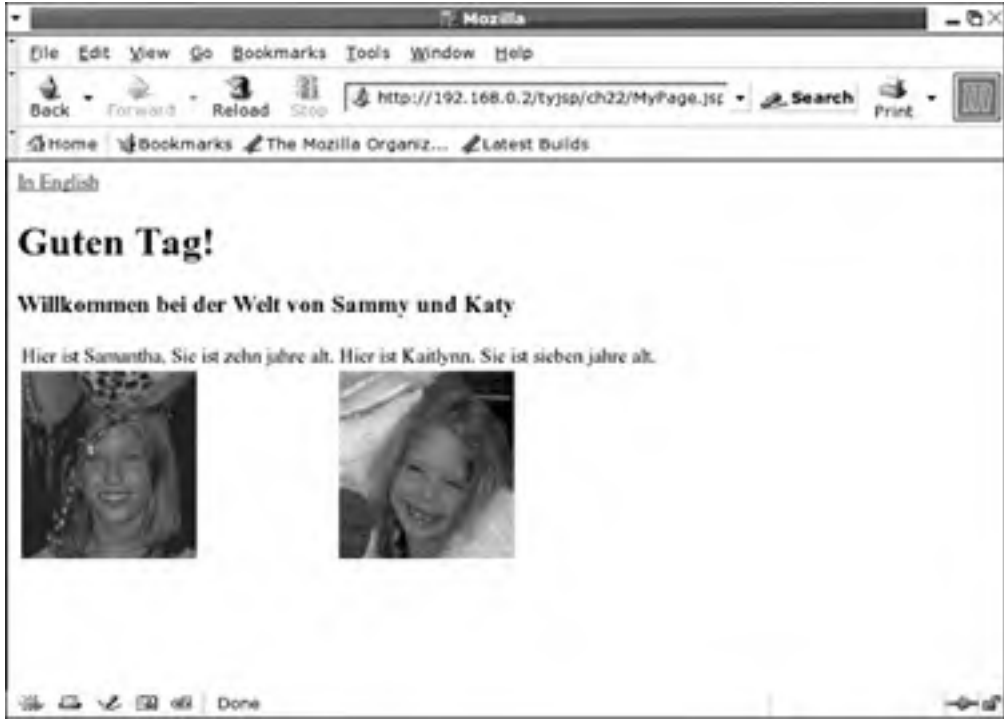 Mozilla
File Edit View Go Bookmarks Tools Window Help
Back Forward Reload Stop http://192.168.0.2/tyjsp/ch22/MyPage.jsp Search Print
Home Bookmarks The Mozilla Organiz... Latest Builds
In English
Guten Tag!
Willkommen bei der Welt von Sammy und Katy
Hier ist Samantha. Sie ist zehn jahre alt. Hier ist Kaitlynn. Sie ist sieben jahre alt.
Done